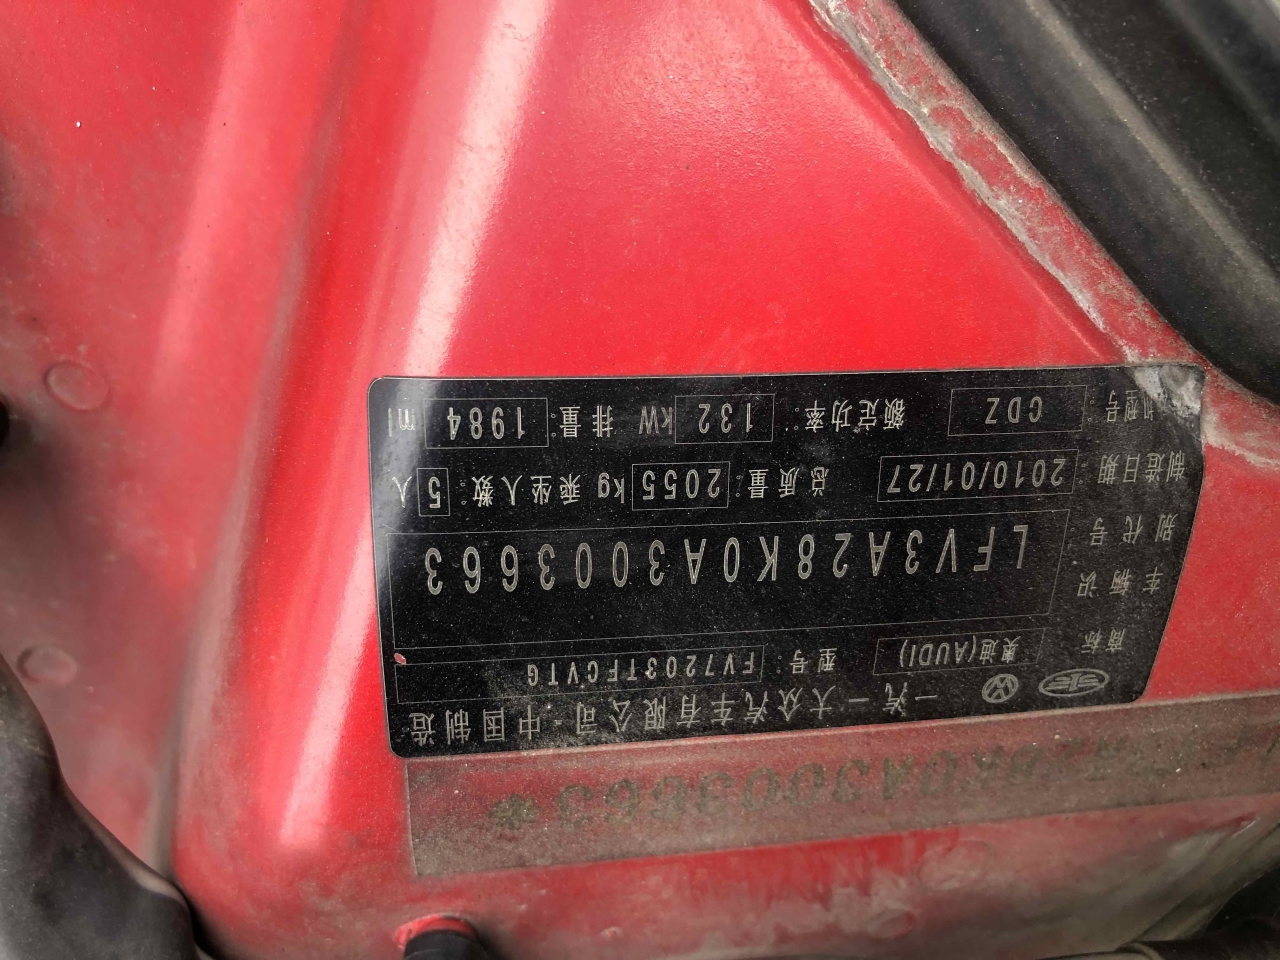 8K0A3003663*
一汽一大众汽车有限公司·中国制造
商标 奥迪(AUDI) 型号: FV7203TFCVTG
车辆识
别代号 LFV3A28K0A3003663
制造日期 2010/01/27 总质量: 2055 kg 乘坐人数: 5 人
机型号: CDZ 额定功率: 132 kW 排量: 1984 ml